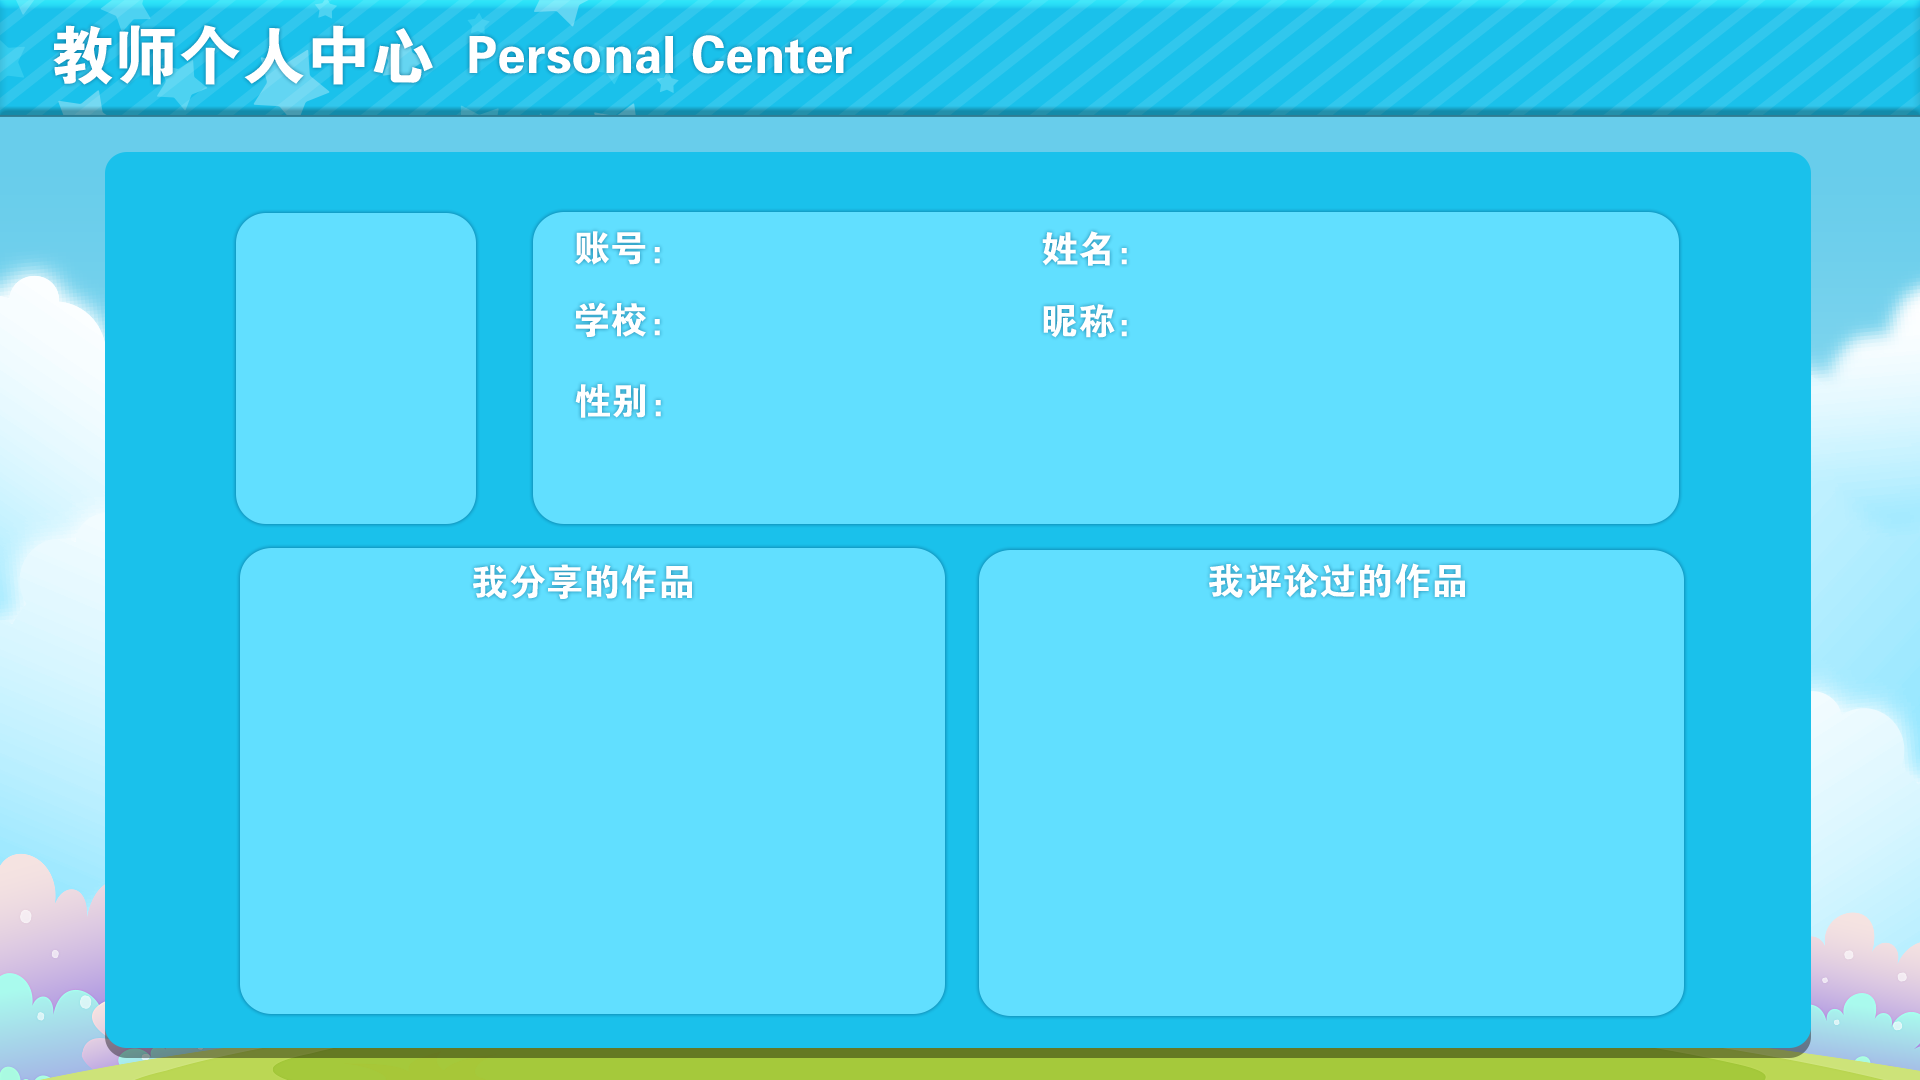 教师个人中心 Personal Center
账号： 姓名：
学校： 昵称：
性别：
我分享的作品 我评论过的作品